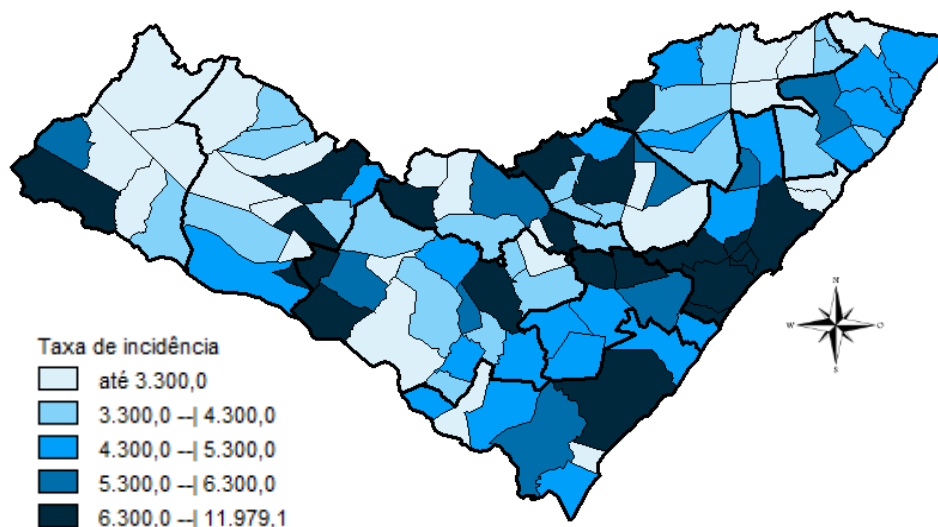 N
W
O
S
Taxa de incidência
até 3.300,0
3.300,0 --| 4.300,0
4.300,0 --| 5.300,0
5.300,0 --| 6.300,0
6.300,0 --| 11.979,1